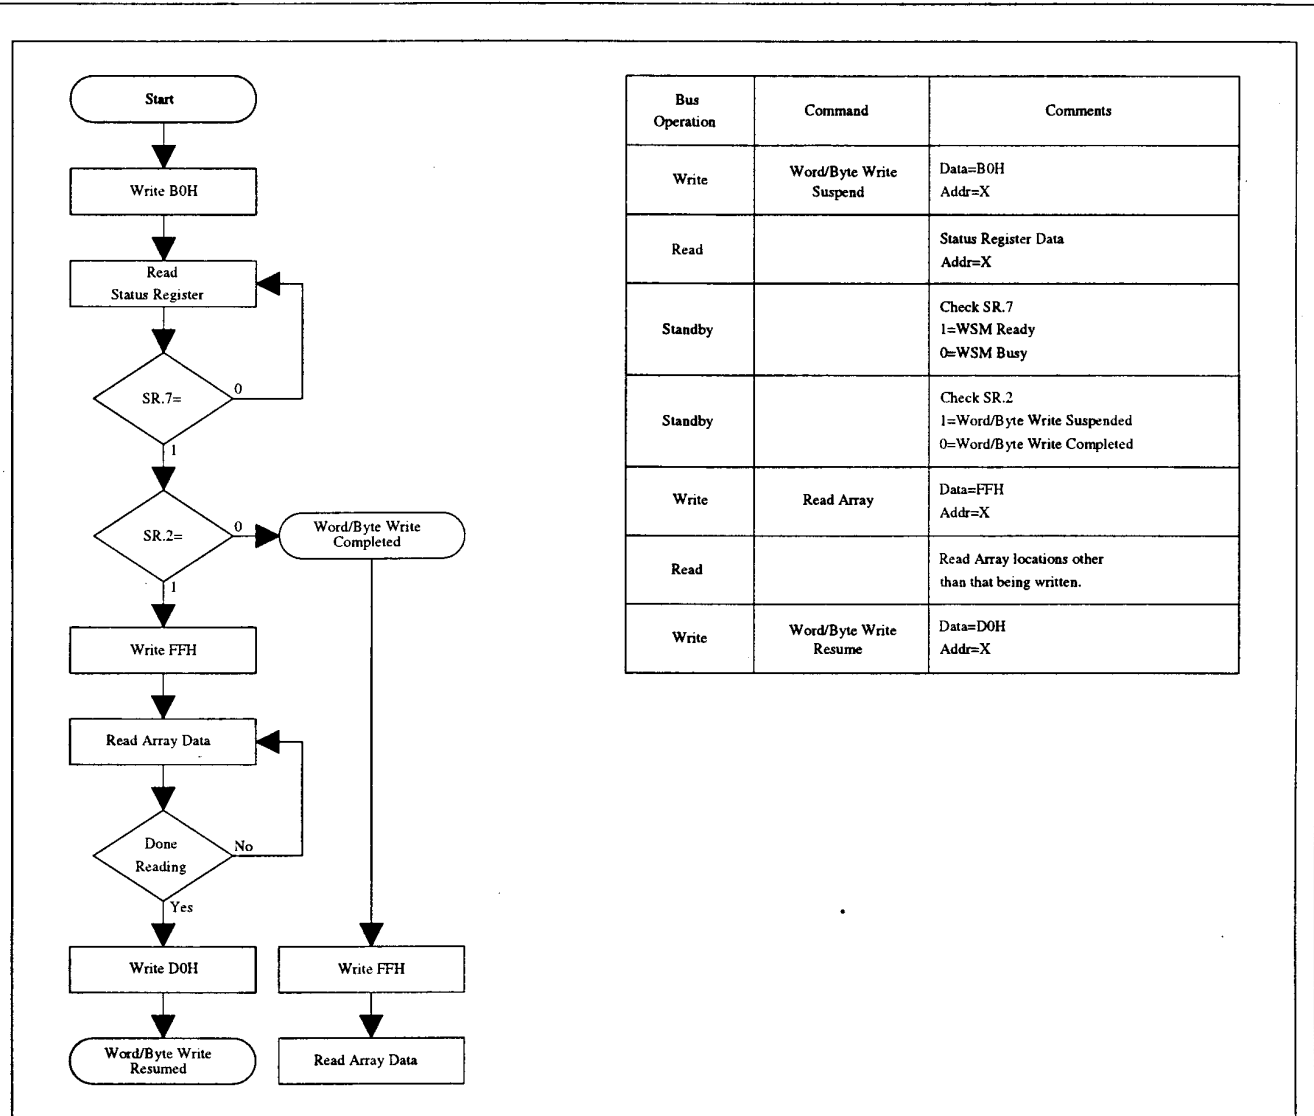 Start
Write B0H
Read
Status Register
SR.7=
0
1
SR.2=
0
Word/Byte Write
Completed
1
Write FFH
Read Array Data
Done
Reading
No
Yes
Write D0H
Write FFH
Word/Byte Write
Resumed
Read Array Data
Bus
Operation
Command
Comments
Write
Word/Byte Write
Suspend
Data=B0H
Addr=X
Read
Status Register Data
Addr=X
Standby
Check SR.7
1=WSM Ready
0=WSM Busy
Standby
Check SR.2
1=Word/Byte Write Suspended
0=Word/Byte Write Completed
Write
Read Array
Data=FFH
Addr=X
Read
Read Array locations other
than that being written.
Write
Word/Byte Write
Resume
Data=D0H
Addr=X